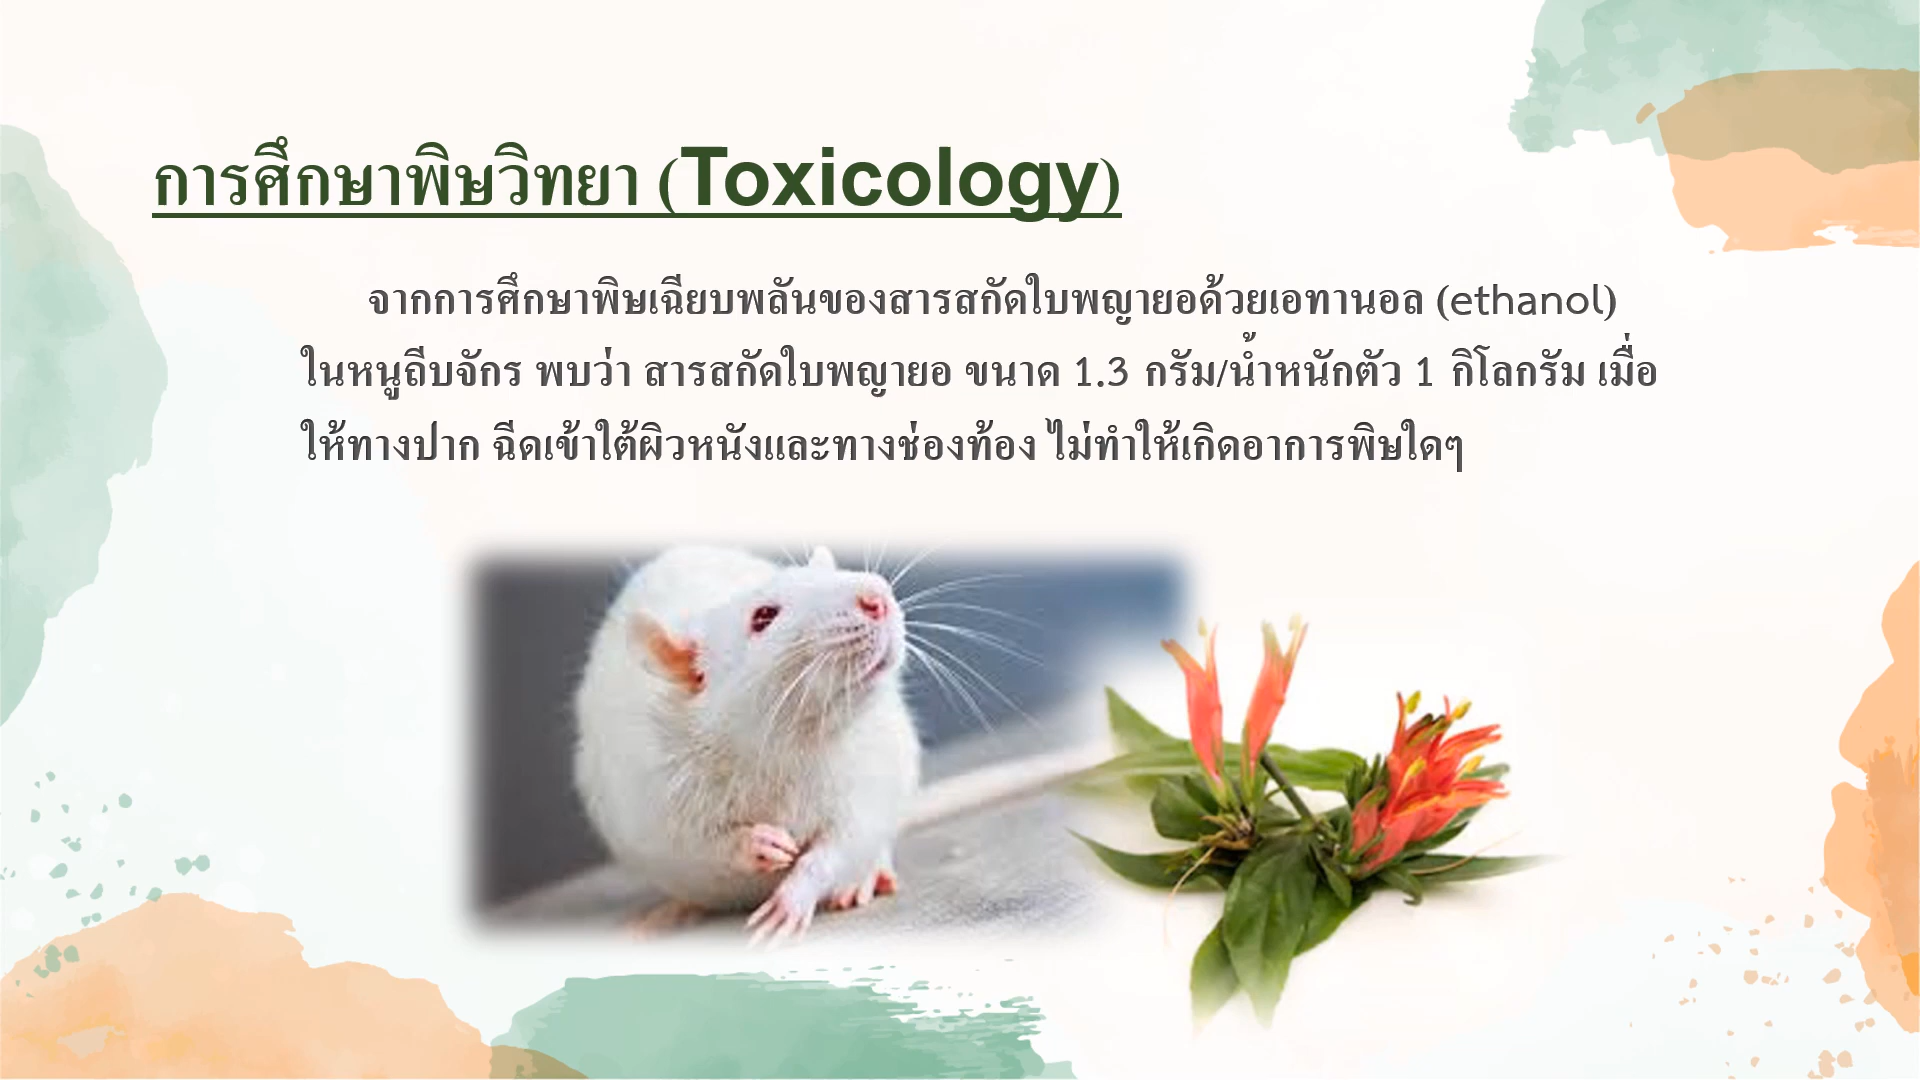 การศึกษาพิษวิทยา (Toxicology)
จากการศึกษาพิษเฉียบพลันของสารสกัดใบพญายอด้วยเอทานอล (ethanol)
ในหนูถีบจักร พบว่า สารสกัดใบพญายอ ขนาด 1.3 กรัม/น้ำหนักตัว 1 กิโลกรัม เมื่อ
ให้ทางปาก ฉีดเข้าใต้ผิวหนังและทางช่องท้อง ไม่ทำให้เกิดอาการพิษใดๆ